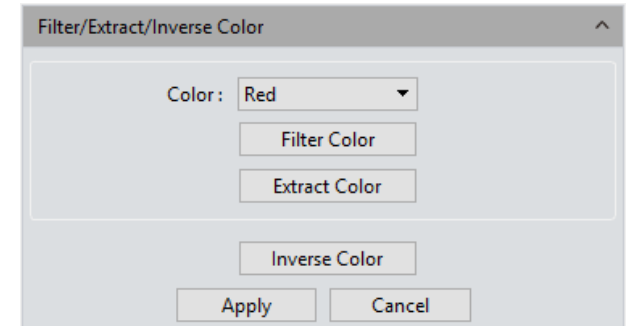 Filter/Extract/Inverse Color
Color: Red
Filter Color
Extract Color
Inverse Color
Apply Cancel